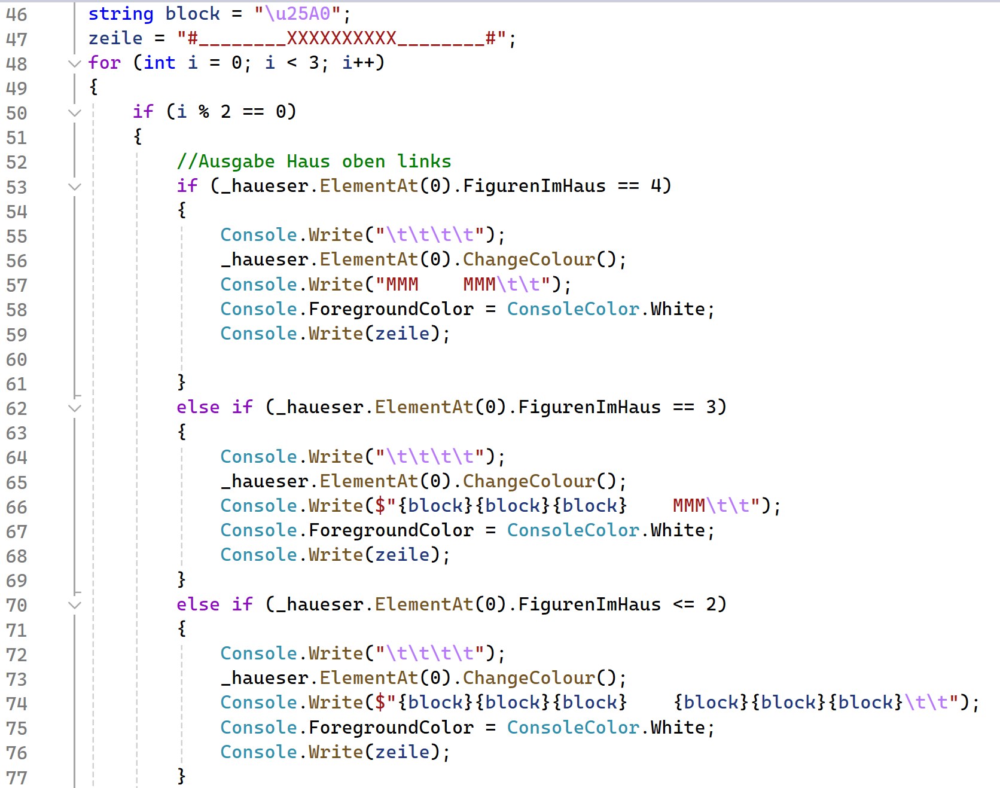 46 string block = "\u25A0";
47 zeile = "#________XXXXXXXXXX________#";
48 for (int i = 0; i < 3; i++)
49 {
50     if (i % 2 == 0)
51     {
52         //Ausgabe Haus oben links
53         if (_haueser.ElementAt(0).FigurenImHaus == 4)
54         {
55             Console.Write("\t\t\t\t");
56             _haueser.ElementAt(0).ChangeColour();
57             Console.Write("MMM    MMM\t\t");
58             Console.ForegroundColor = ConsoleColor.White;
59             Console.Write(zeile);
60
61         }
62         else if (_haueser.ElementAt(0).FigurenImHaus == 3)
63         {
64             Console.Write("\t\t\t\t");
65             _haueser.ElementAt(0).ChangeColour();
66             Console.Write($"{block}{block}{block}    MMM\t\t");
67             Console.ForegroundColor = ConsoleColor.White;
68             Console.Write(zeile);
69         }
70         else if (_haueser.ElementAt(0).FigurenImHaus <= 2)
71         {
72             Console.Write("\t\t\t\t");
73             _haueser.ElementAt(0).ChangeColour();
74             Console.Write($"{block}{block}{block}    {block}{block}{block}\t\t");
75             Console.ForegroundColor = ConsoleColor.White;
76             Console.Write(zeile);
77         }